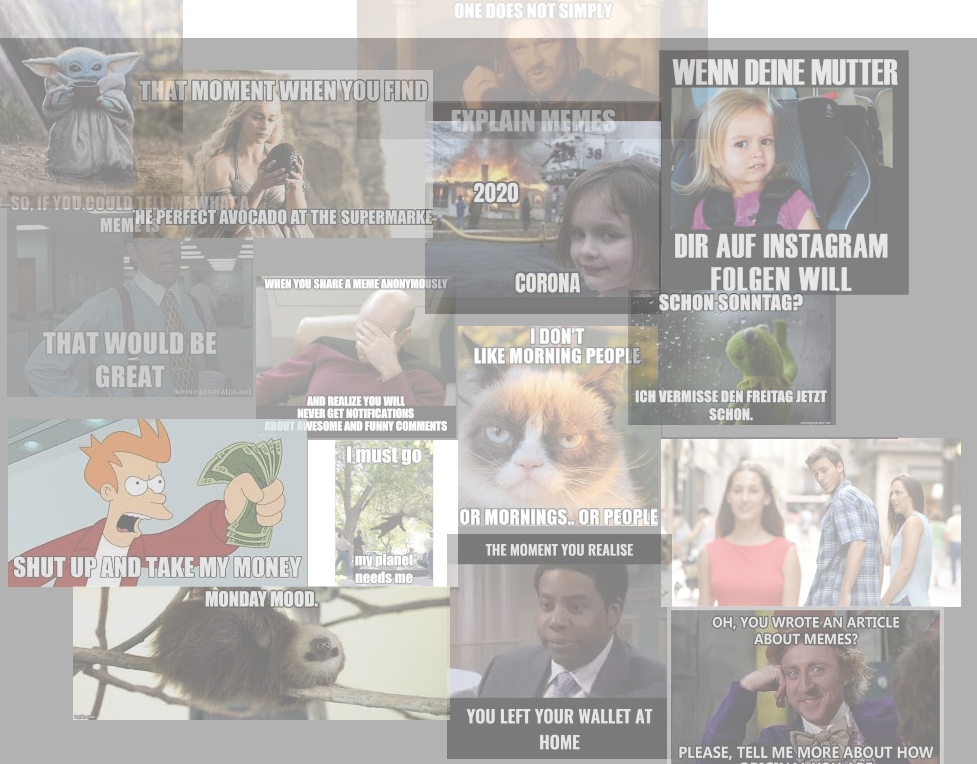 ONE DOES NOT SIMPLY
EXPLAIN MEMES
THAT MOMENT WHEN YOU FIND
HE PERFECT AVOCADO AT THE SUPERMARKE
WENN DEINE MUTTER
DIR AUF INSTAGRAM
FOLGEN WILL
38
2020
CORONA
SO, IF YOU COULD TELL ME WHAT A
MEME IS
THAT WOULD BE
GREAT
memegenerator.net
WHEN YOU SHARE A MEME ANONYMOUSLY
AND REALIZE YOU WILL
NEVER GET NOTIFICATIONS
ABOUT AWESOME AND FUNNY COMMENTS
I DON'T
LIKE MORNING PEOPLE
OR MORNINGS.. OR PEOPLE
SCHON SONNTAG?
ICH VERMISSE DEN FREITAG JETZT
SCHON.
SHUT UP AND TAKE MY MONEY
I must go
my planet
needs me
MONDAY MOOD.
THE MOMENT YOU REALISE
YOU LEFT YOUR WALLET AT
HOME
OH, YOU WROTE AN ARTICLE
ABOUT MEMES?
PLEASE, TELL ME MORE ABOUT HOW